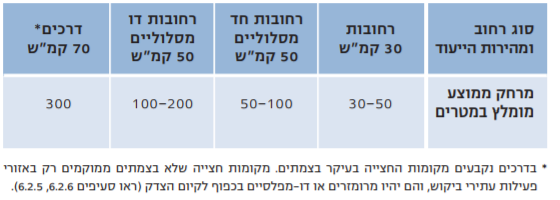 סוג רחוב
ומהירות הייעוד
רחובות
30 קמ"ש
רחובות חד
מסלוליים
50 קמ"ש
רחובות דו
מסלוליים
50 קמ"ש
דרכים*
70 קמ"ש
מרחק ממוצע
מומלץ במטרים
30–50
50–100
100–200
300
* בדרכים נקבעים מקומות החצייה בעיקר בצמתים. מקומות חצייה שלא בצמתים ממוקמים רק באזורי
פעילות עתירי ביקוש, והם יהיו מרומזרים או דו-מפלסיים בכפוף לקיום הצדק (ראו סעיפים 6.2.6, 6.2.5).